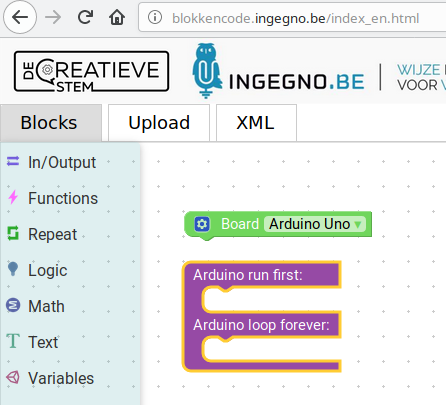 blokkencode.ingegno.be/index_en.html
DE CREATIEVE STEM
INGEGNO.BE
WIJZE
VOOR
Blocks
Upload
XML
In/Output
Functions
Repeat
Logic
Math
Text
Variables
Board Arduino Uno
Arduino run first:
Arduino loop forever: